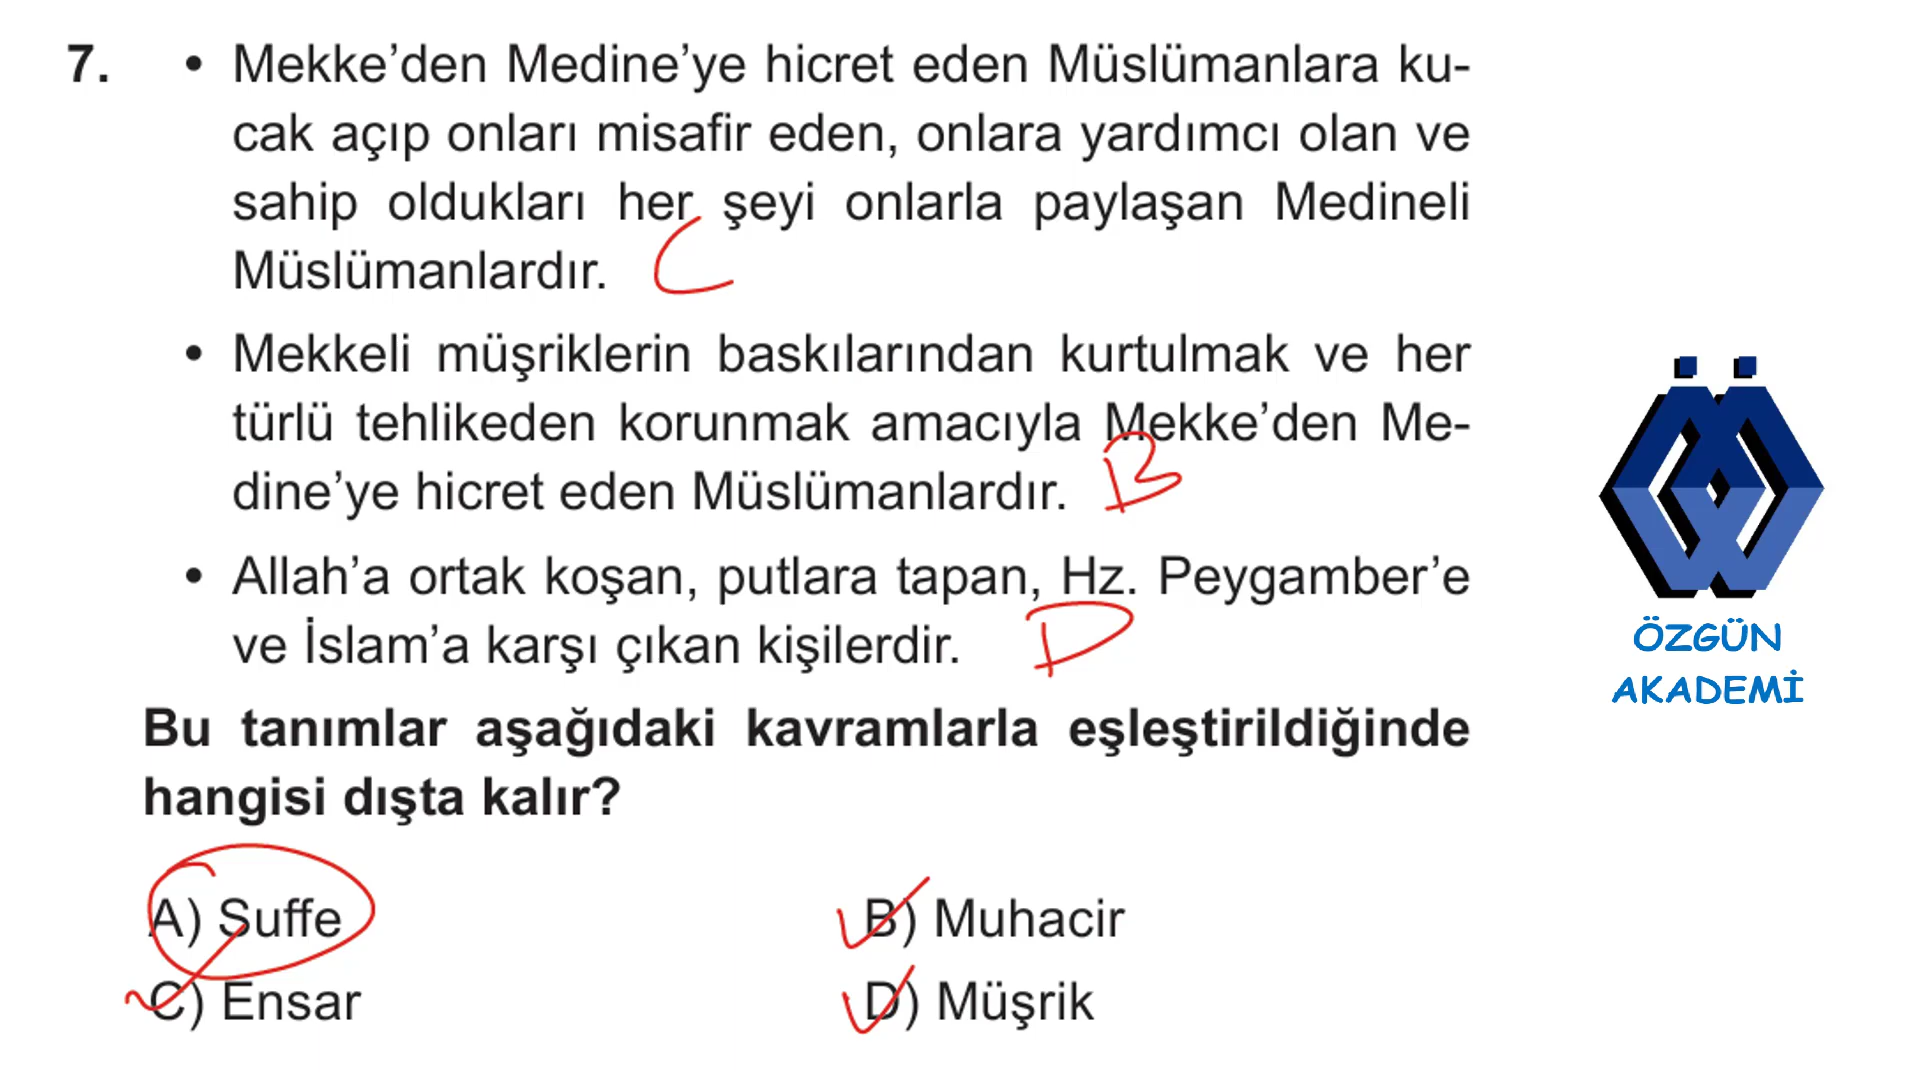 7. • Mekke’den Medine’ye hicret eden Müslümanlara ku-
cak açıp onları misafir eden, onlara yardımcı olan ve
sahip oldukları her şeyi onlarla paylaşan Medineli
Müslümanlardır. C
• Mekkeli müşriklerin baskılarından kurtulmak ve her
türlü tehlikeden korunmak amacıyla Mekke’den Me-
dine’ye hicret eden Müslümanlardır. B
• Allah’a ortak koşan, putlara tapan, Hz. Peygamber’e
ve İslam’a karşı çıkan kişilerdir. D
Bu tanımlar aşağıdaki kavramlarla eşleştirildiğinde
hangisi dışta kalır?
A) Suffe B) Muhacir
C) Ensar D) Müşrik
ÖZGÜN
AKADEMİ